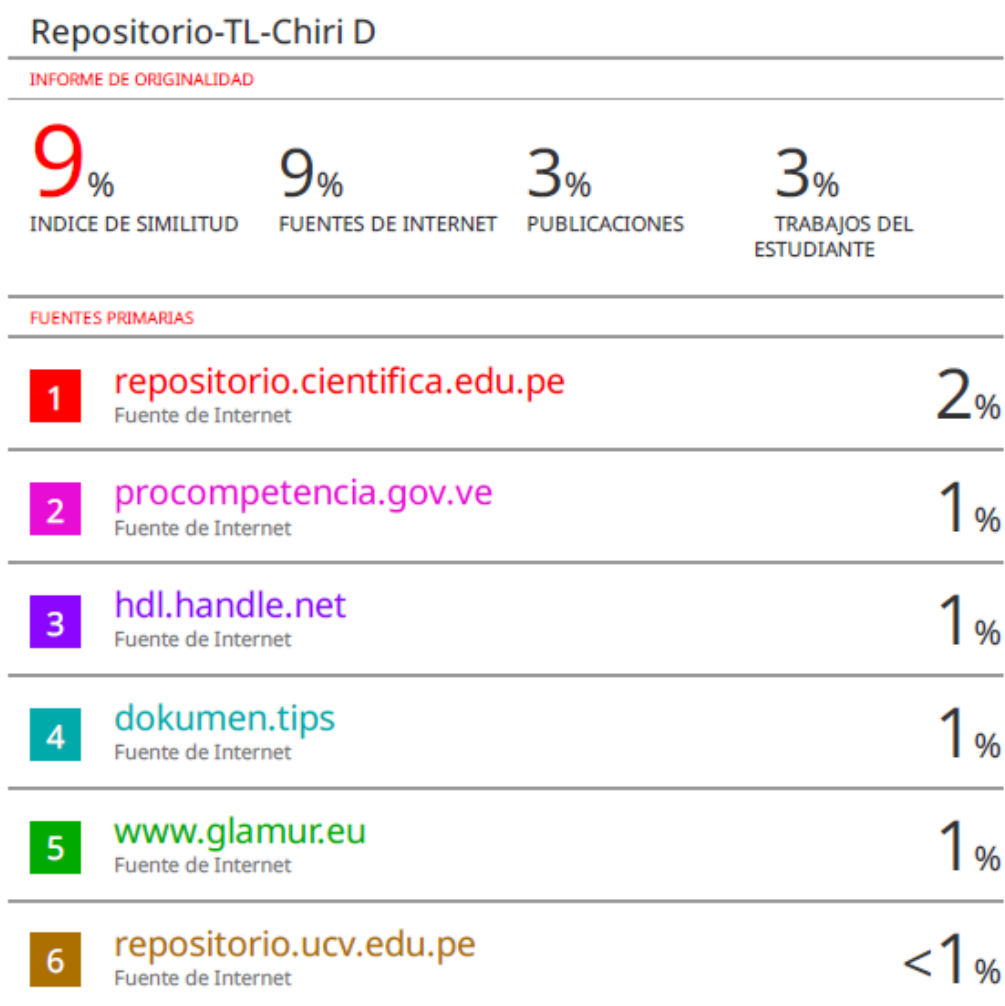 Repositorio-TL-Chiri D
INFORME DE ORIGINALIDAD
9% 9% 3% 3%
INDICE DE SIMILITUD FUENTES DE INTERNET PUBLICACIONES TRABAJOS DEL
ESTUDIANTE
FUENTES PRIMARIAS
1 repositorio.cientifica.edu.pe 2%
Fuente de Internet
2 procompetencia.gov.ve 1%
Fuente de Internet
3 hdl.handle.net 1%
Fuente de Internet
4 dokumen.tips 1%
Fuente de Internet
5 www.glamur.eu 1%
Fuente de Internet
6 repositorio.ucv.edu.pe <1%
Fuente de Internet